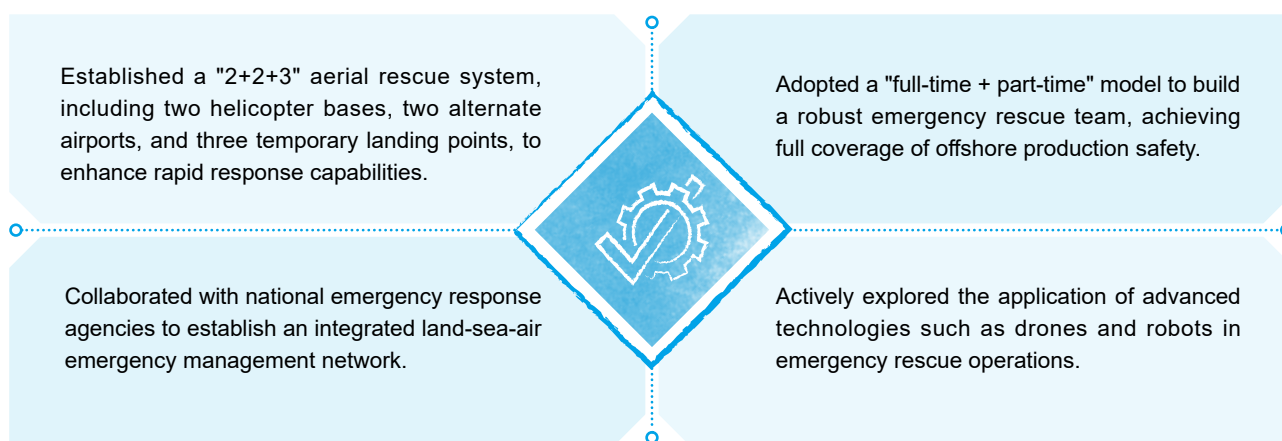 Established a "2+2+3" aerial rescue system,
including two helicopter bases, two alternate
airports, and three temporary landing points, to
enhance rapid response capabilities.
Adopted a "full-time + part-time" model to build
a robust emergency rescue team, achieving
full coverage of offshore production safety.
Collaborated with national emergency response
agencies to establish an integrated land-sea-air
emergency management network.
Actively explored the application of advanced
technologies such as drones and robots in
emergency rescue operations.